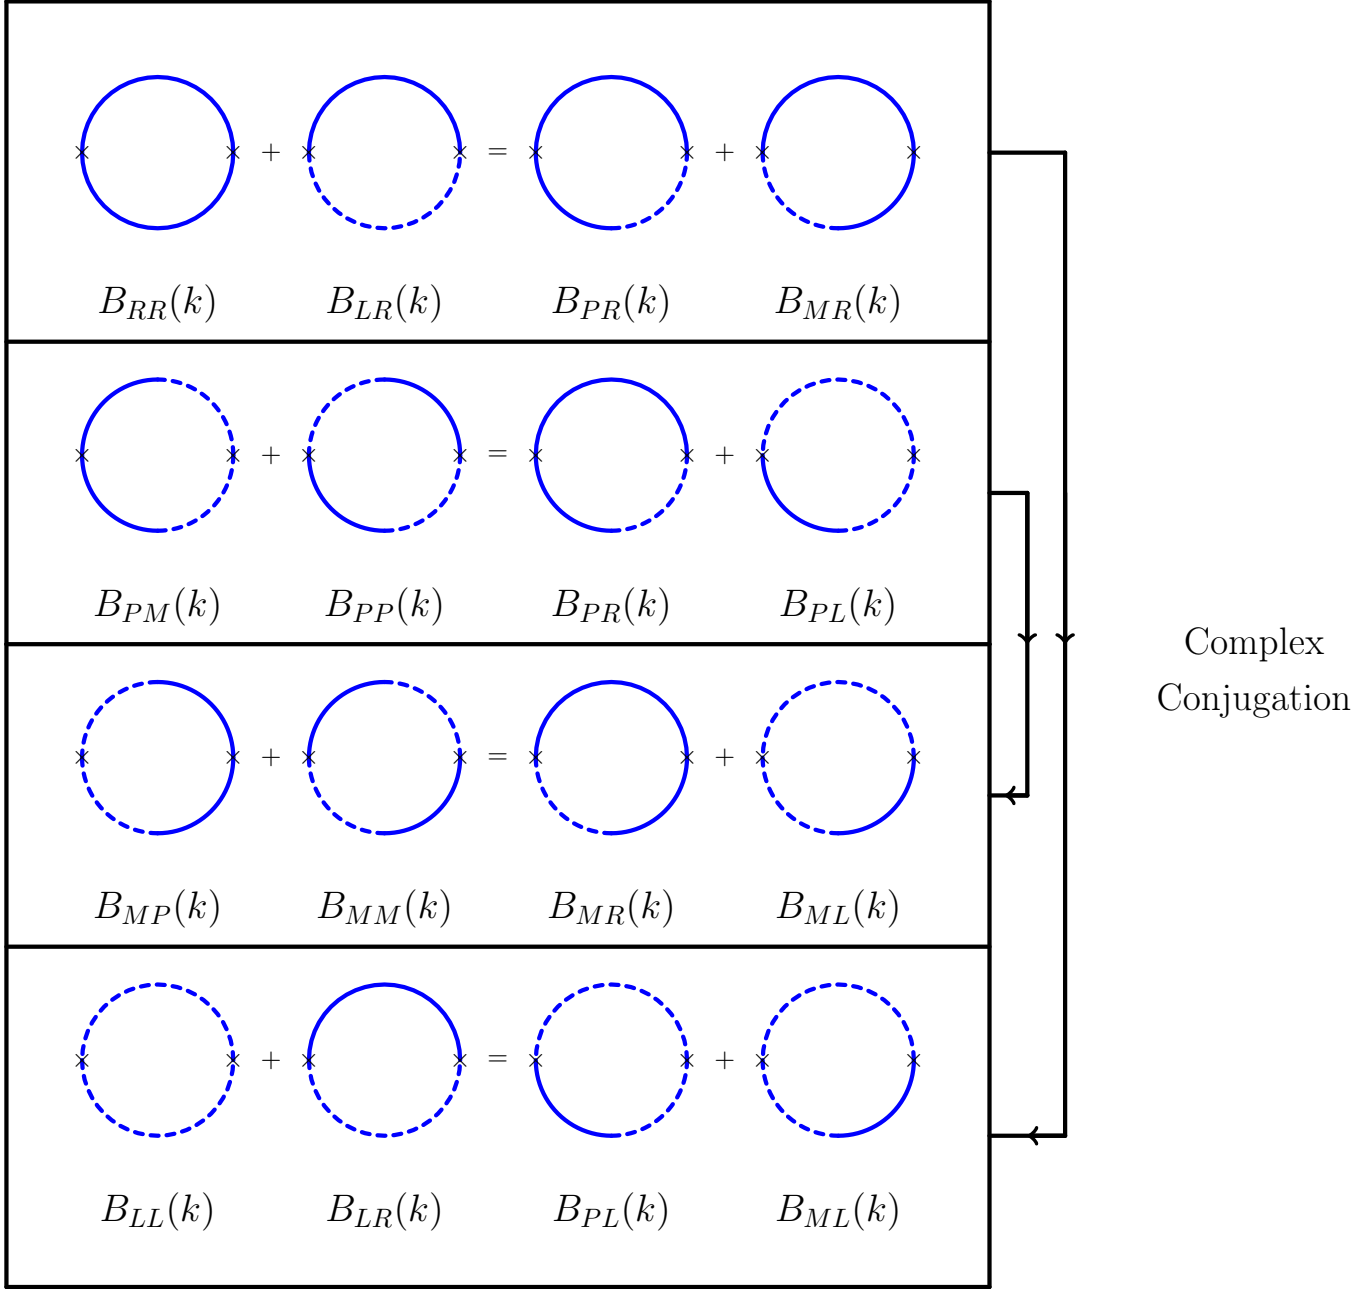 + = +
B_{RR}(k) B_{LR}(k) B_{PR}(k) B_{MR}(k)
+ = +
B_{PM}(k) B_{PP}(k) B_{PR}(k) B_{PL}(k)
Complex
Conjugation
+ = +
B_{MP}(k) B_{MM}(k) B_{MR}(k) B_{ML}(k)
+ = +
B_{LL}(k) B_{LR}(k) B_{PL}(k) B_{ML}(k)